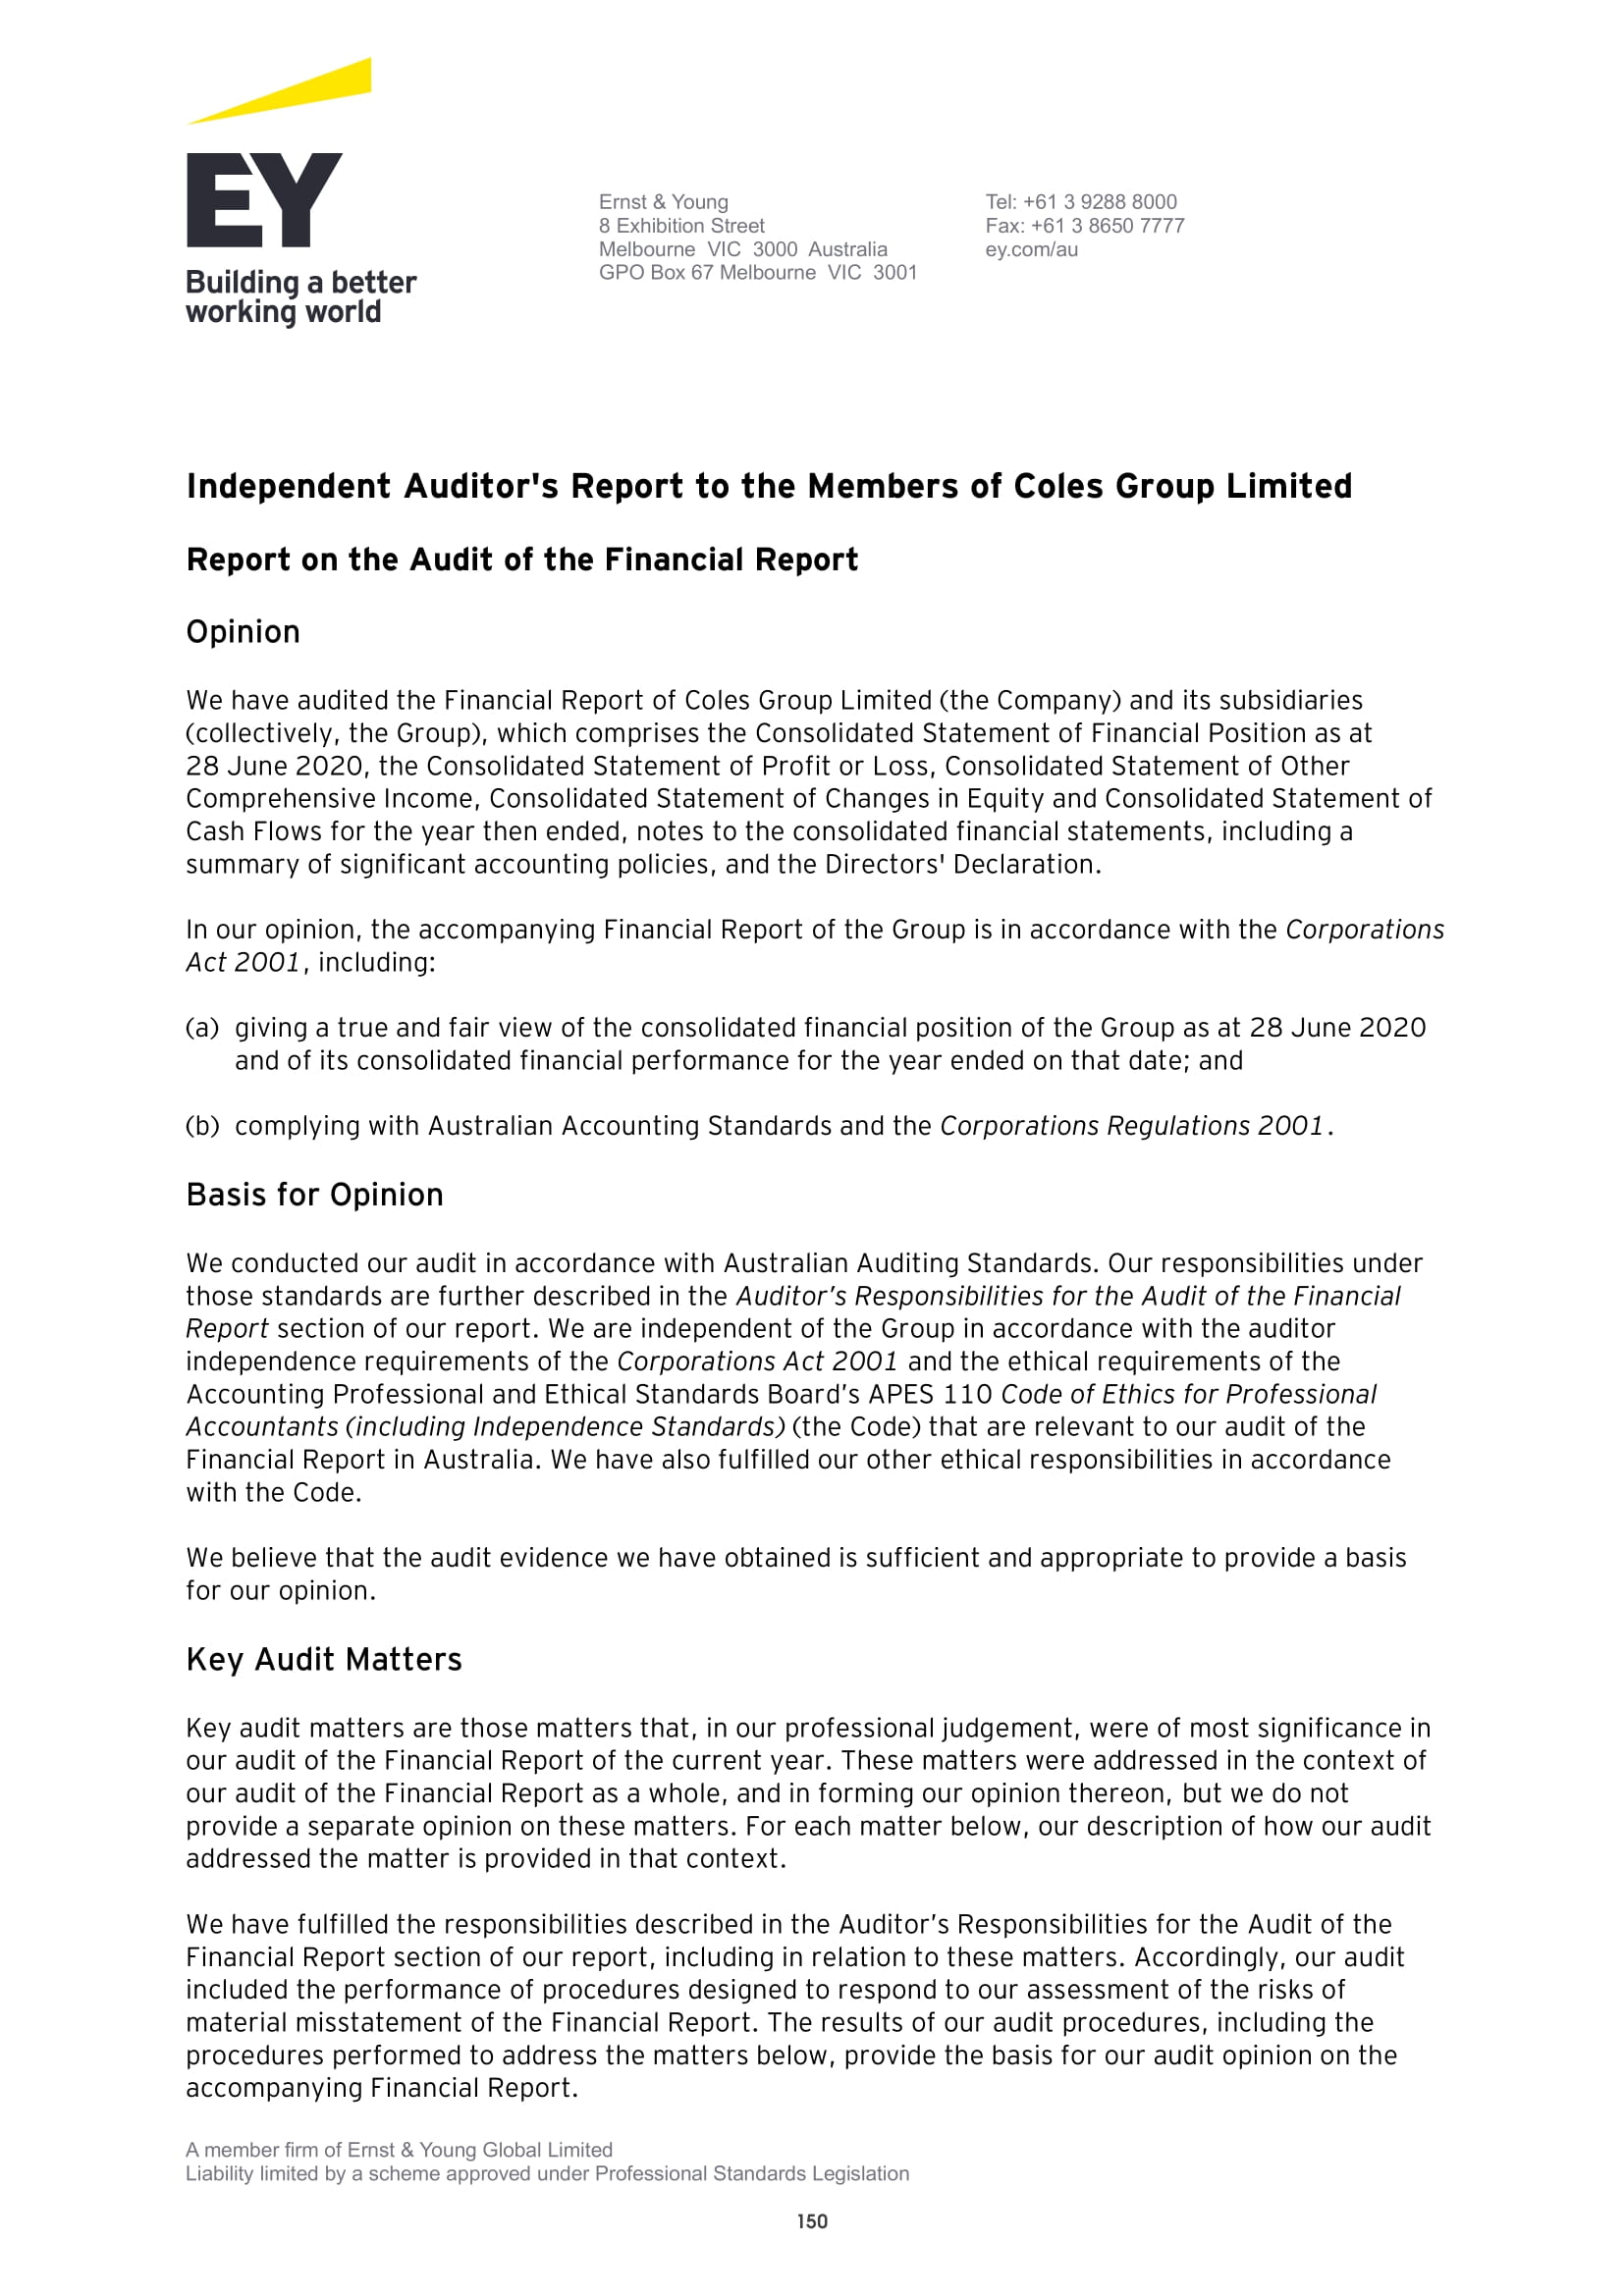 EY
Building a better
working world
Ernst & Young
8 Exhibition Street
Melbourne VIC 3000 Australia
GPO Box 67 Melbourne VIC 3001
Tel: +61 3 9288 8000
Fax: +61 3 8650 7777
ey.com/au
Independent Auditor's Report to the Members of Coles Group Limited
Report on the Audit of the Financial Report
Opinion
We have audited the Financial Report of Coles Group Limited (the Company) and its subsidiaries
(collectively, the Group), which comprises the Consolidated Statement of Financial Position as at
28 June 2020, the Consolidated Statement of Profit or Loss, Consolidated Statement of Other
Comprehensive Income, Consolidated Statement of Changes in Equity and Consolidated Statement of
Cash Flows for the year then ended, notes to the consolidated financial statements, including a
summary of significant accounting policies, and the Directors' Declaration.
In our opinion, the accompanying Financial Report of the Group is in accordance with the Corporations
Act 2001, including:
(a) giving a true and fair view of the consolidated financial position of the Group as at 28 June 2020
and of its consolidated financial performance for the year ended on that date; and
(b) complying with Australian Accounting Standards and the Corporations Regulations 2001.
Basis for Opinion
We conducted our audit in accordance with Australian Auditing Standards. Our responsibilities under
those standards are further described in the Auditor’s Responsibilities for the Audit of the Financial
Report section of our report. We are independent of the Group in accordance with the auditor
independence requirements of the Corporations Act 2001 and the ethical requirements of the
Accounting Professional and Ethical Standards Board’s APES 110 Code of Ethics for Professional
Accountants (including Independence Standards) (the Code) that are relevant to our audit of the
Financial Report in Australia. We have also fulfilled our other ethical responsibilities in accordance
with the Code.
We believe that the audit evidence we have obtained is sufficient and appropriate to provide a basis
for our opinion.
Key Audit Matters
Key audit matters are those matters that, in our professional judgement, were of most significance in
our audit of the Financial Report of the current year. These matters were addressed in the context of
our audit of the Financial Report as a whole, and in forming our opinion thereon, but we do not
provide a separate opinion on these matters. For each matter below, our description of how our audit
addressed the matter is provided in that context.
We have fulfilled the responsibilities described in the Auditor’s Responsibilities for the Audit of the
Financial Report section of our report, including in relation to these matters. Accordingly, our audit
included the performance of procedures designed to respond to our assessment of the risks of
material misstatement of the Financial Report. The results of our audit procedures, including the
procedures performed to address the matters below, provide the basis for our audit opinion on the
accompanying Financial Report.
A member firm of Ernst & Young Global Limited
Liability limited by a scheme approved under Professional Standards Legislation
150